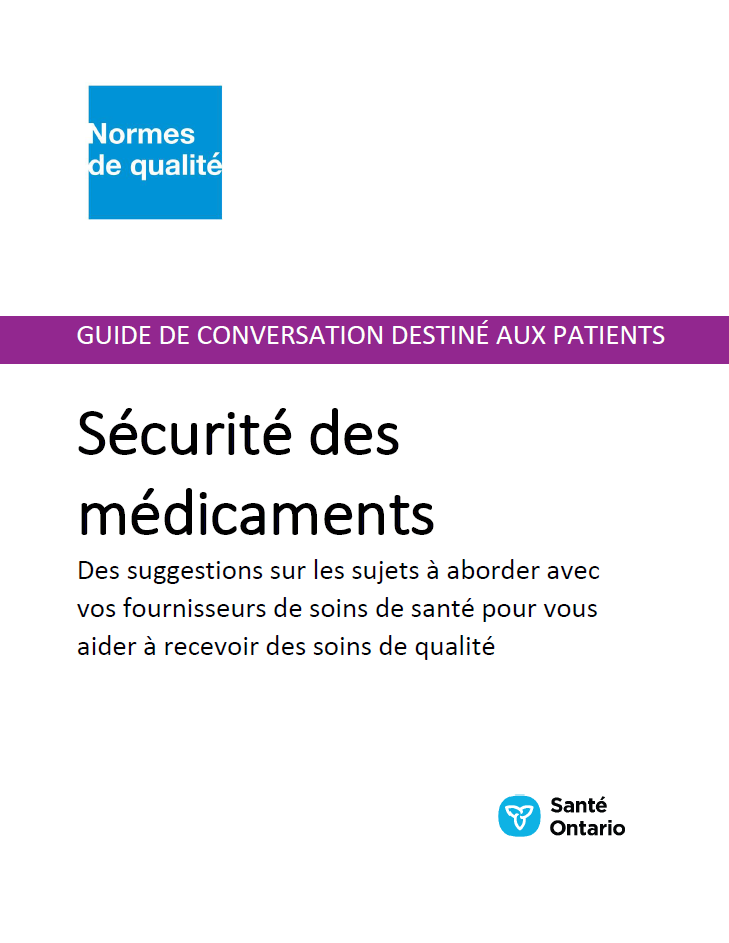 Normes
de qualité
GUIDE DE CONVERSATION DESTINÉ AUX PATIENTS
Sécurité des
médicaments
Des suggestions sur les sujets à aborder avec
vos fournisseurs de soins de santé pour vous
aider à recevoir des soins de qualité
Santé
Ontario